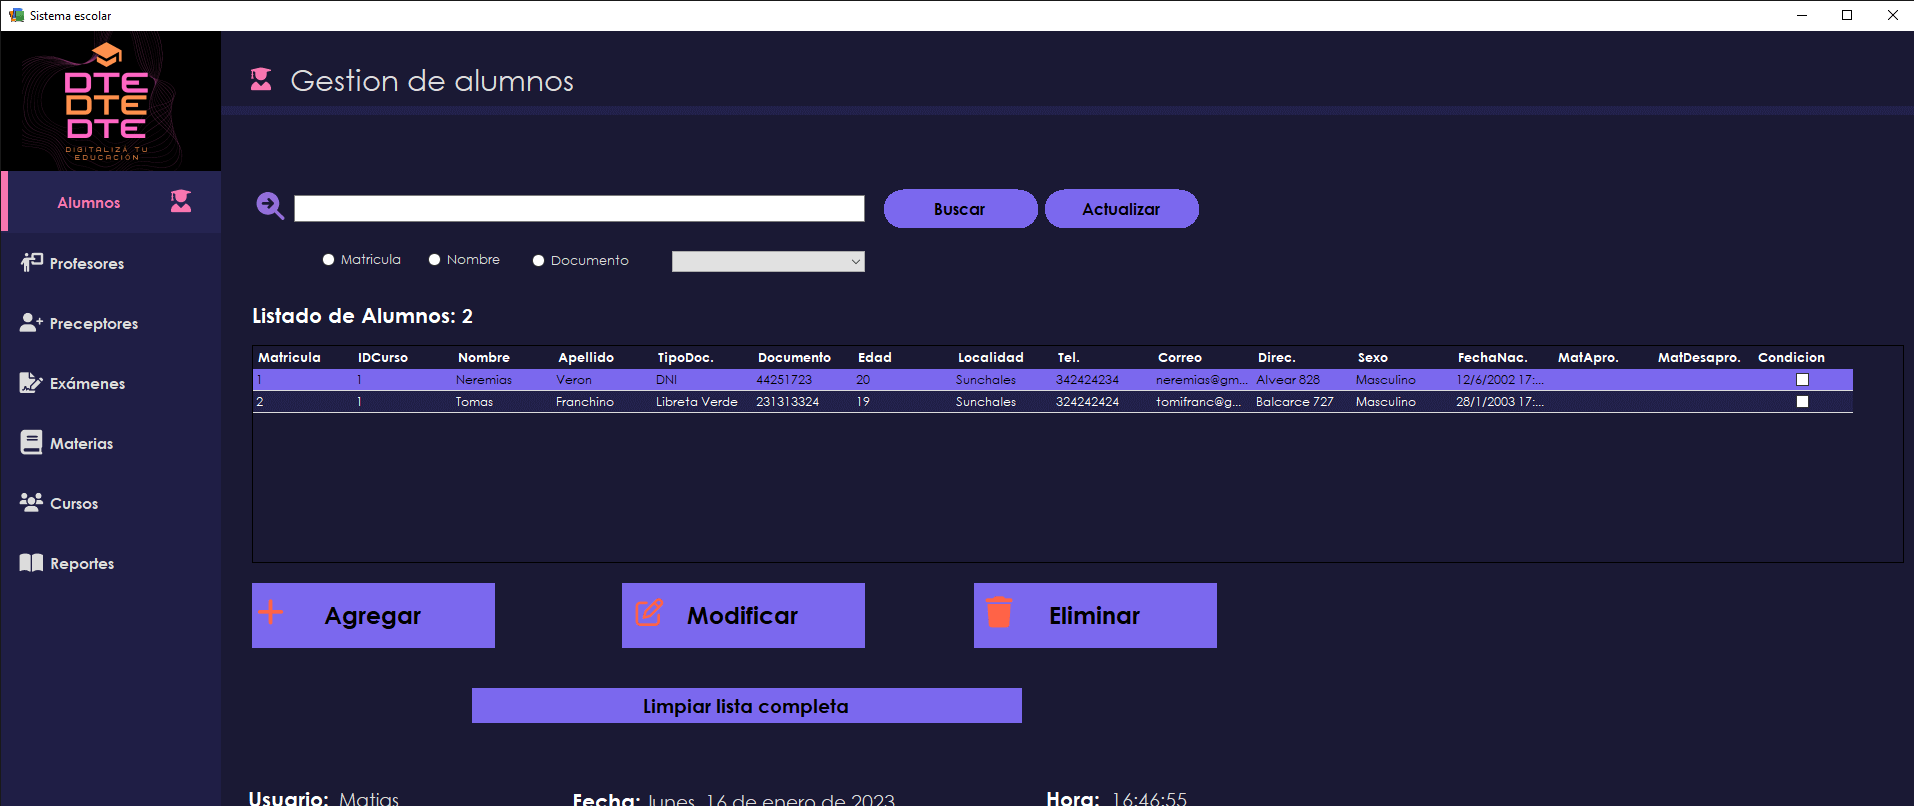 Sistema escolar
DTE
DTE
DTE
DIGITALIZÁ TU
EDUCACIÓN
Gestion de alumnos
Alumnos
Profesores
Preceptores
Exámenes
Materias
Cursos
Reportes
Buscar Actualizar
Matricula Nombre Documento
Listado de Alumnos: 2
Matricula IDCurso Nombre Apellido TipoDoc. Documento Edad Localidad Tel. Correo Direc. Sexo FechaNac. MatApro. MatDesapro. Condicion
1 1 Neremias Veron DNI 44251723 20 Sunchales 342424234 neremias@gm... Alvear 828 Masculino 12/6/2002 17:...
2 1 Tomas Franchino Libreta Verde 231313324 19 Sunchales 324242424 tomifranc@g... Balcarce 727 Masculino 28/1/2003 17:...
Agregar Modificar Eliminar
Limpiar lista completa
Usuario: Matias Fecha: lunes, 16 de enero de 2023 Hora: 16:46:55